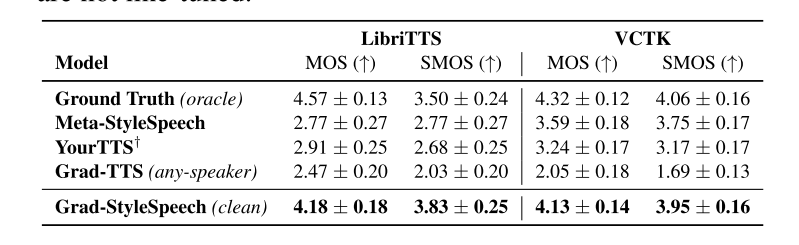 LibriTTS VCTK
Model MOS (↑) SMOS (↑) MOS (↑) SMOS (↑)
Ground Truth (oracle) 4.57 ± 0.13 3.50 ± 0.24 4.32 ± 0.12 4.06 ± 0.16
Meta-StyleSpeech 2.77 ± 0.27 2.77 ± 0.27 3.59 ± 0.18 3.75 ± 0.17
YourTTS† 2.91 ± 0.25 2.68 ± 0.25 3.24 ± 0.17 3.17 ± 0.17
Grad-TTS (any-speaker) 2.47 ± 0.20 2.03 ± 0.20 2.05 ± 0.18 1.69 ± 0.13
Grad-StyleSpeech (clean) 4.18 ± 0.18 3.83 ± 0.25 4.13 ± 0.14 3.95 ± 0.16